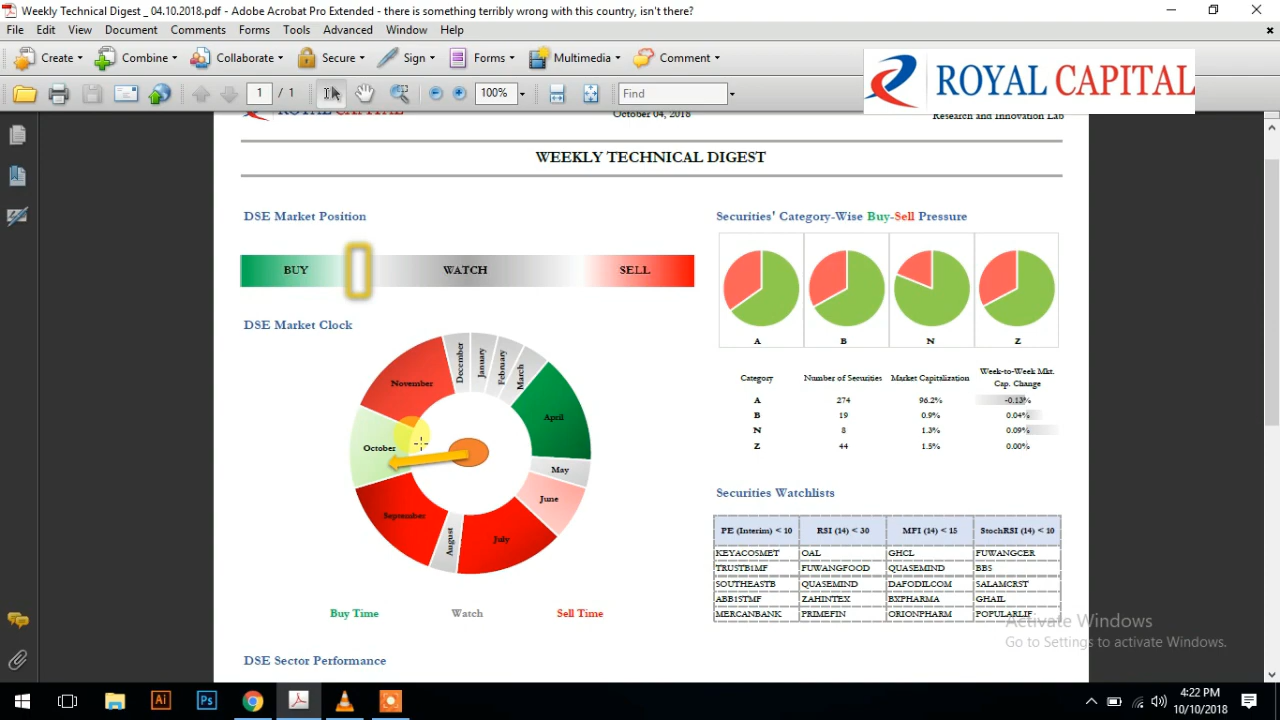 Weekly Technical Digest _ 04.10.2018.pdf - Adobe Acrobat Pro Extended - there is something terribly wrong with this country, isn't there?
File Edit View Document Comments Forms Tools Advanced Window Help
Create Combine Collaborate Secure Sign Forms Multimedia Comment
1 / 1 100% Find
ROYAL CAPITAL
ROYAL CAPITAL October 04, 2018 Research and Innovation Lab
WEEKLY TECHNICAL DIGEST
DSE Market Position
BUY WATCH SELL
DSE Market Clock
December
January
February
March
April
May
June
July
August
September
October
November
Buy Time Watch Sell Time
DSE Sector Performance
Securities' Category-Wise Buy-Sell Pressure
A B N Z
Category Number of Securities Market Capitalization Week-to-Week Mkt. Cap. Change
A 274 96.2% -0.13%
B 19 0.9% 0.04%
N 8 1.3% 0.09%
Z 44 1.5% 0.00%
Securities Watchlists
PE (Interim) < 10 RSI (14) < 30 MFI (14) < 15 StochRSI (14) < 10
KEYACOSMET OAL GHCL FUWANGCER
TRUSTB1MF FUWANGFOOD QUASEMIND BBS
SOUTHEASTB QUASEMIND DAFODILCOM SALAMCRST
ABB1STMF ZAHINTEX BXPHARMA GHAIL
MERCANBANK PRIMEFIN ORIONPHARM POPULARLIF
Activate Windows
Go to Settings to activate Windows.
Ai Ps
4:22 PM
10/10/2018